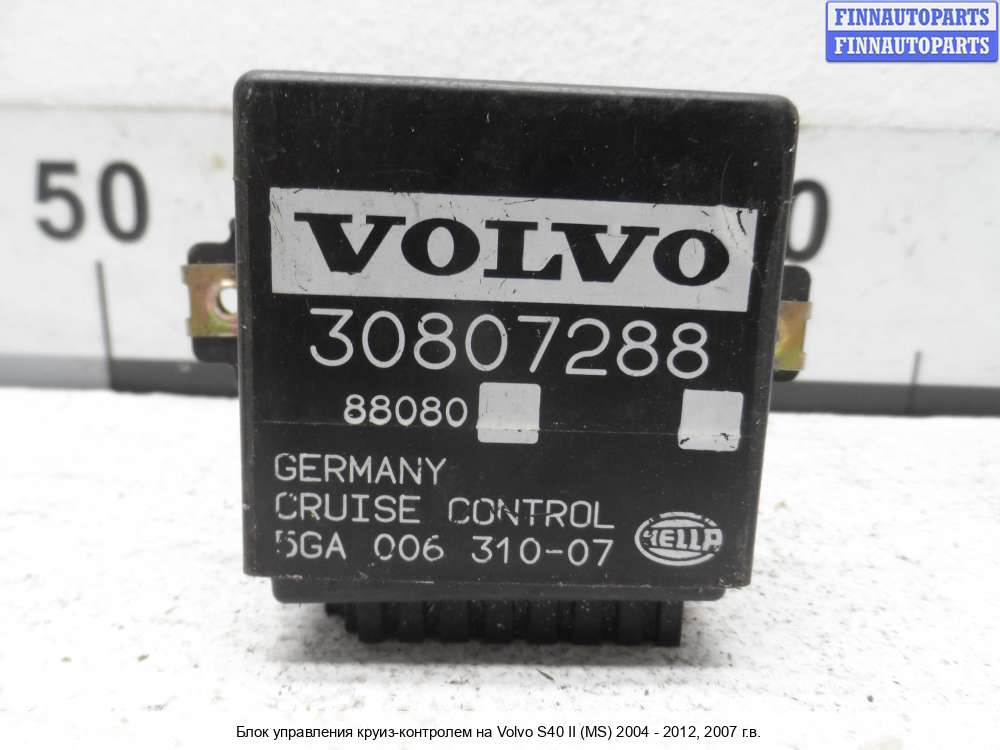 FINNAUTOPARTS
FINNAUTOPARTS
50
0
VOLVO
30807288
88080
GERMANY
CRUISE CONTROL
5GA 006 310-07
HELLA
Блок управления круиз-контролем на Volvo S40 II (MS) 2004 - 2012, 2007 г.в.